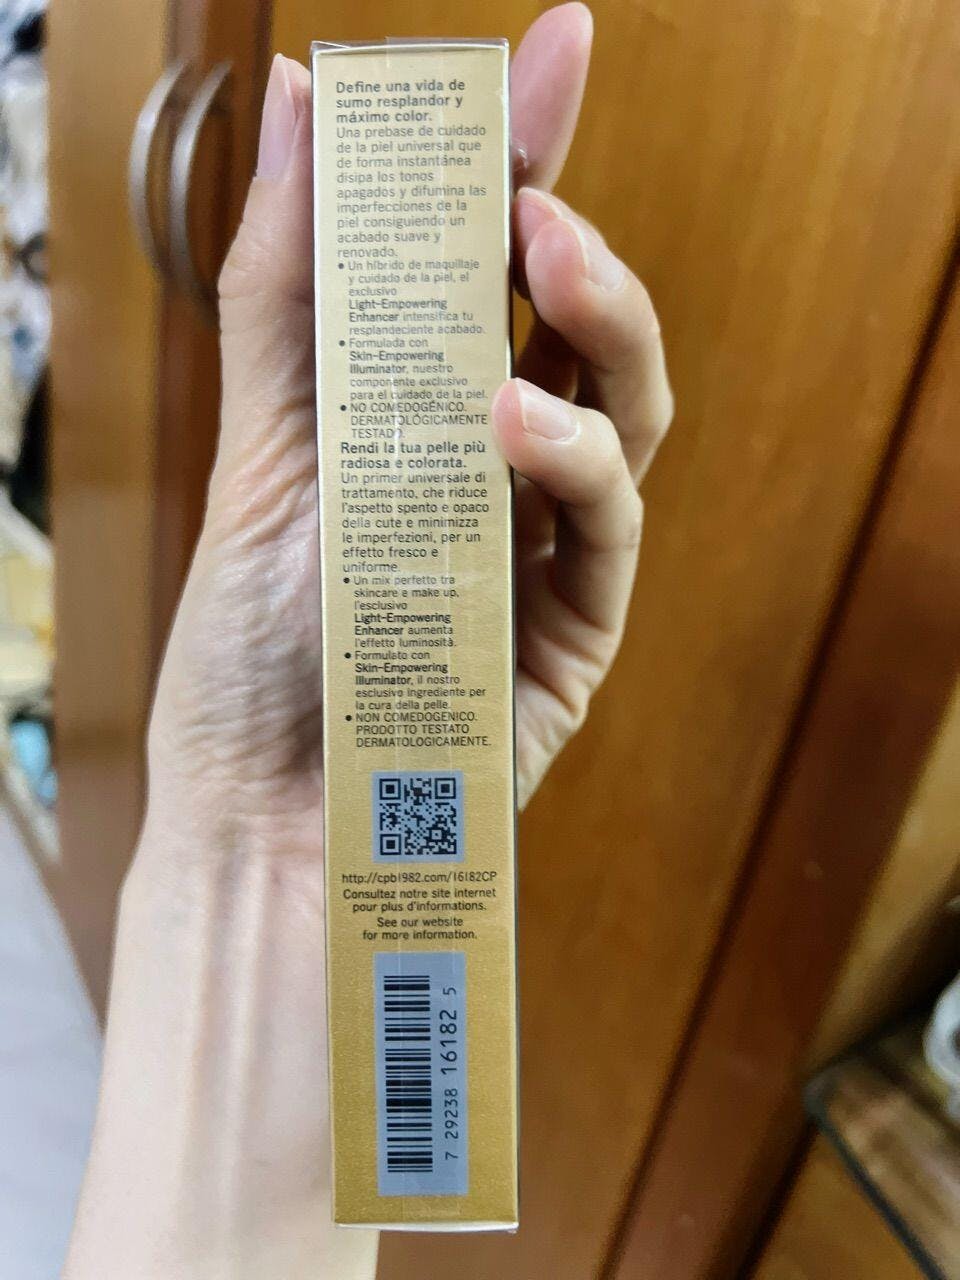 Define una vida de
sumo resplandor y
máximo color.
Una prebase de cuidado
de la piel universal que
de forma instantánea
disipa los tonos
apagados y difumina las
imperfecciones de la
piel consiguiendo un
acabado suave y
renovado.
• Un híbrido de maquillaje
y cuidado de la piel, el
exclusivo
Light-Empowering
Enhancer intensifica tu
resplandeciente acabado.
• Formulada con
Skin-Empowering
Illuminator, nuestro
componente exclusivo
para el cuidado de la piel.
• NO COMEDOGÉNICO.
DERMATOLÓGICAMENTE
TESTADO.
Rendi la tua pelle più
radiosa e colorata.
Un primer universale di
trattamento, che riduce
l'aspetto spento e opaco
della cute e minimizza
le imperfezioni, per un
effetto fresco e
uniforme.
• Un mix perfetto tra
skincare e make up,
l'esclusivo
Light-Empowering
Enhancer aumenta
l'effetto luminosità.
• Formulato con
Skin-Empowering
Illuminator, il nostro
esclusivo ingrediente per
la cura della pelle.
• NON COMEDOGENICO.
PRODOTTO TESTATO
DERMATOLOGICAMENTE.
http://cpb1982.com/16182CP
Consultez notre site internet
pour plus d'informations.
See our website
for more information.
7 29238 16182 5